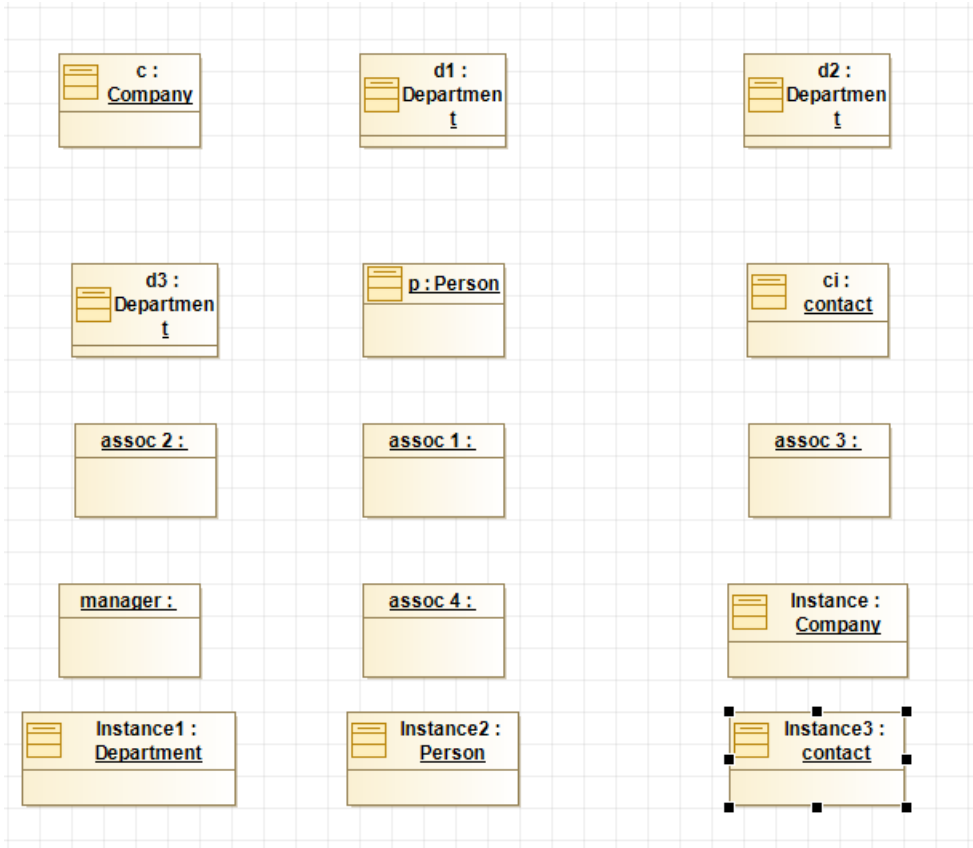 c :
Company
d1 :
Departmen
t
d2 :
Departmen
t
d3 :
Departmen
t
p : Person
ci :
contact
assoc 2 :
assoc 1 :
assoc 3 :
manager :
assoc 4 :
Instance :
Company
Instance1 :
Department
Instance2 :
Person
Instance3 :
contact